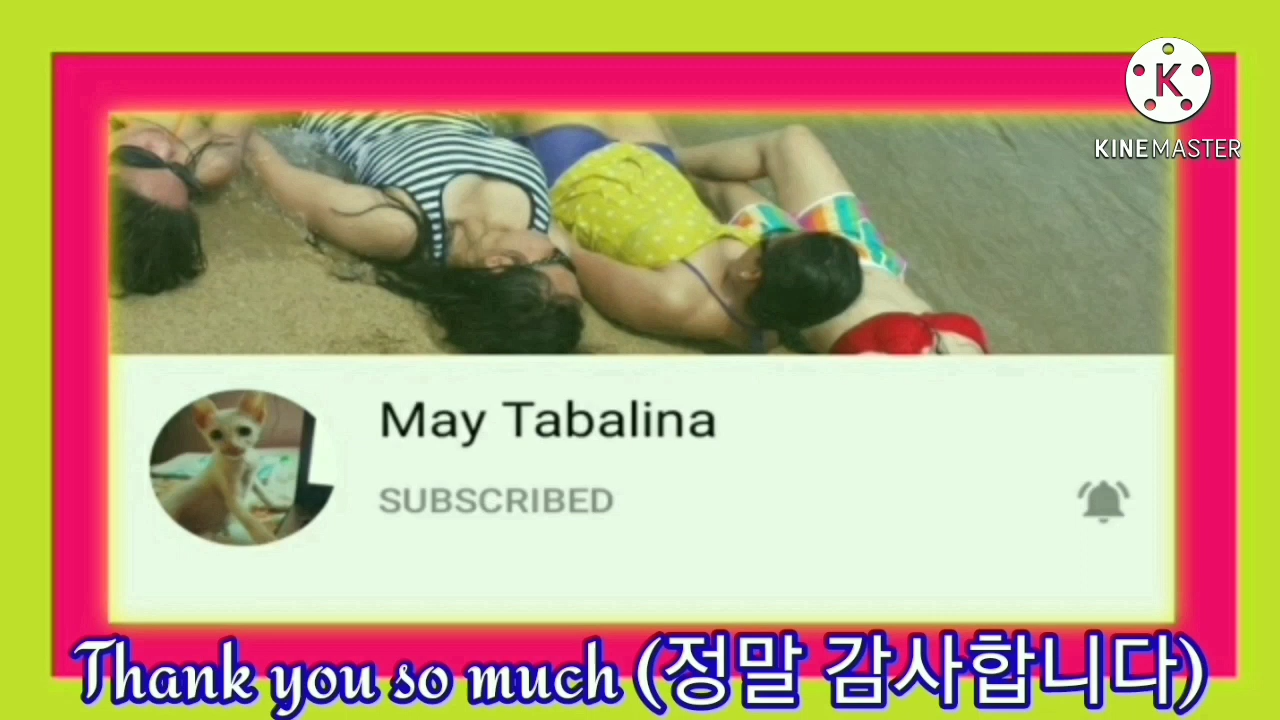 K
KINEMASTER
May Tabalina
SUBSCRIBED
Thank you so much (정말 감사합니다)